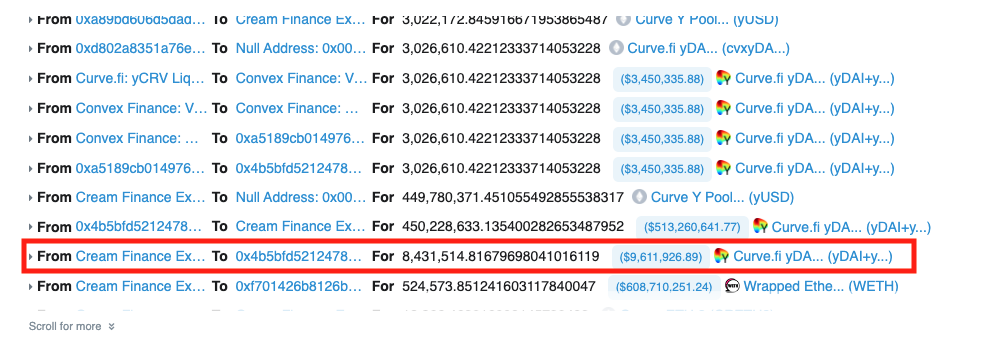 From 0xa89bd606d5dad... To Cream Finance Ex... For 3,022,172.845916671953865487 Curve Y Pool... (yUSD)
From 0xd802a8351a76e... To Null Address: 0x00... For 3,026,610.42212333714053228 Curve.fi yDA... (cvxyDA...)
From Curve.fi: yCRV Liq... To Convex Finance: V... For 3,026,610.42212333714053228 ($3,450,335.88) Curve.fi yDA... (yDAI+y...)
From Convex Finance: V... To Convex Finance: ... For 3,026,610.42212333714053228 ($3,450,335.88) Curve.fi yDA... (yDAI+y...)
From Convex Finance: ... To 0xa5189cb014976... For 3,026,610.42212333714053228 ($3,450,335.88) Curve.fi yDA... (yDAI+y...)
From 0xa5189cb014976... To 0x4b5bfd5212478... For 3,026,610.42212333714053228 ($3,450,335.88) Curve.fi yDA... (yDAI+y...)
From Cream Finance Ex... To Null Address: 0x00... For 449,780,371.451055492855538317 Curve Y Pool... (yUSD)
From 0x4b5bfd5212478... To Cream Finance Ex... For 450,228,633.135400282653487952 ($513,260,641.77) Curve.fi yDA... (yDAI+y...)
From Cream Finance Ex... To 0x4b5bfd5212478... For 8,431,514.81679698041016119 ($9,611,926.89) Curve.fi yDA... (yDAI+y...)
From Cream Finance Ex... To 0xf701426b8126b... For 524,573.851241603117840047 ($608,710,251.24) Wrapped Ethe... (WETH)
Scroll for more